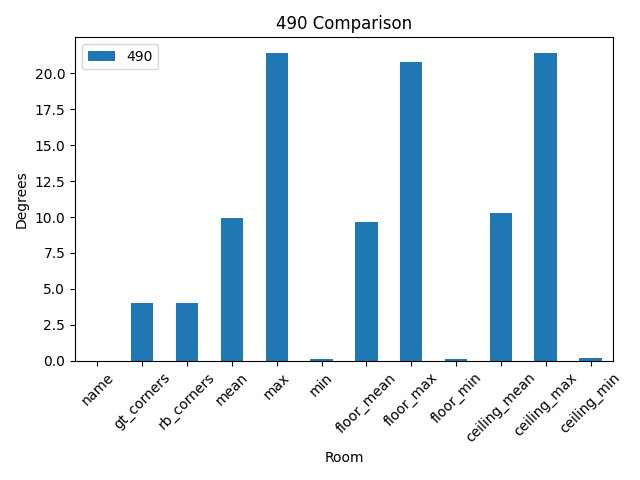 490 Comparison
490
Degrees
20.0
17.5
15.0
12.5
10.0
7.5
5.0
2.5
0.0
name
gt_corners
rb_corners
mean
max
min
floor_mean
floor_max
floor_min
ceiling_mean
ceiling_max
ceiling_min
Room